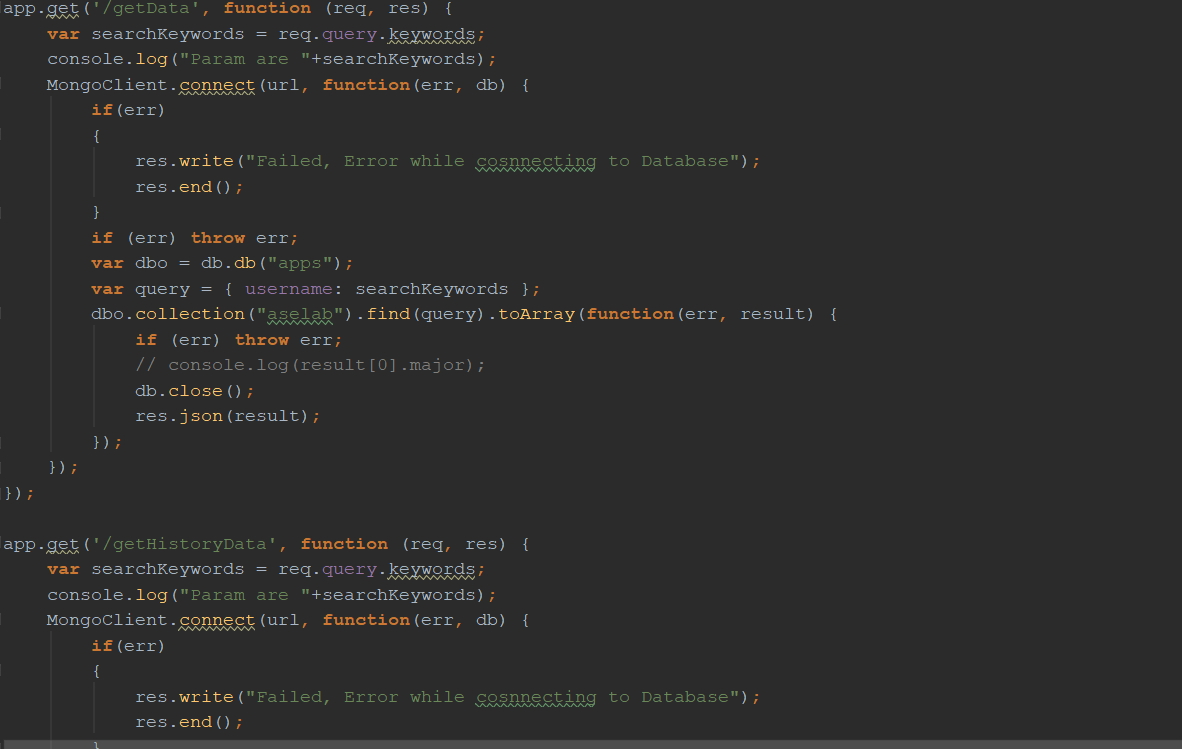 app.get('/getData', function (req, res) {
    var searchKeywords = req.query.keywords;
    console.log("Param are "+searchKeywords);
    MongoClient.connect(url, function(err, db) {
        if(err)
        {
            res.write("Failed, Error while cosnnecting to Database");
            res.end();
        }
        if (err) throw err;
        var dbo = db.db("apps");
        var query = { username: searchKeywords };
        dbo.collection("aselab").find(query).toArray(function(err, result) {
            if (err) throw err;
            // console.log(result[0].major);
            db.close();
            res.json(result);
        });
    });
});
app.get('/getHistoryData', function (req, res) {
    var searchKeywords = req.query.keywords;
    console.log("Param are "+searchKeywords);
    MongoClient.connect(url, function(err, db) {
        if(err)
        {
            res.write("Failed, Error while cosnnecting to Database");
            res.end();
        }